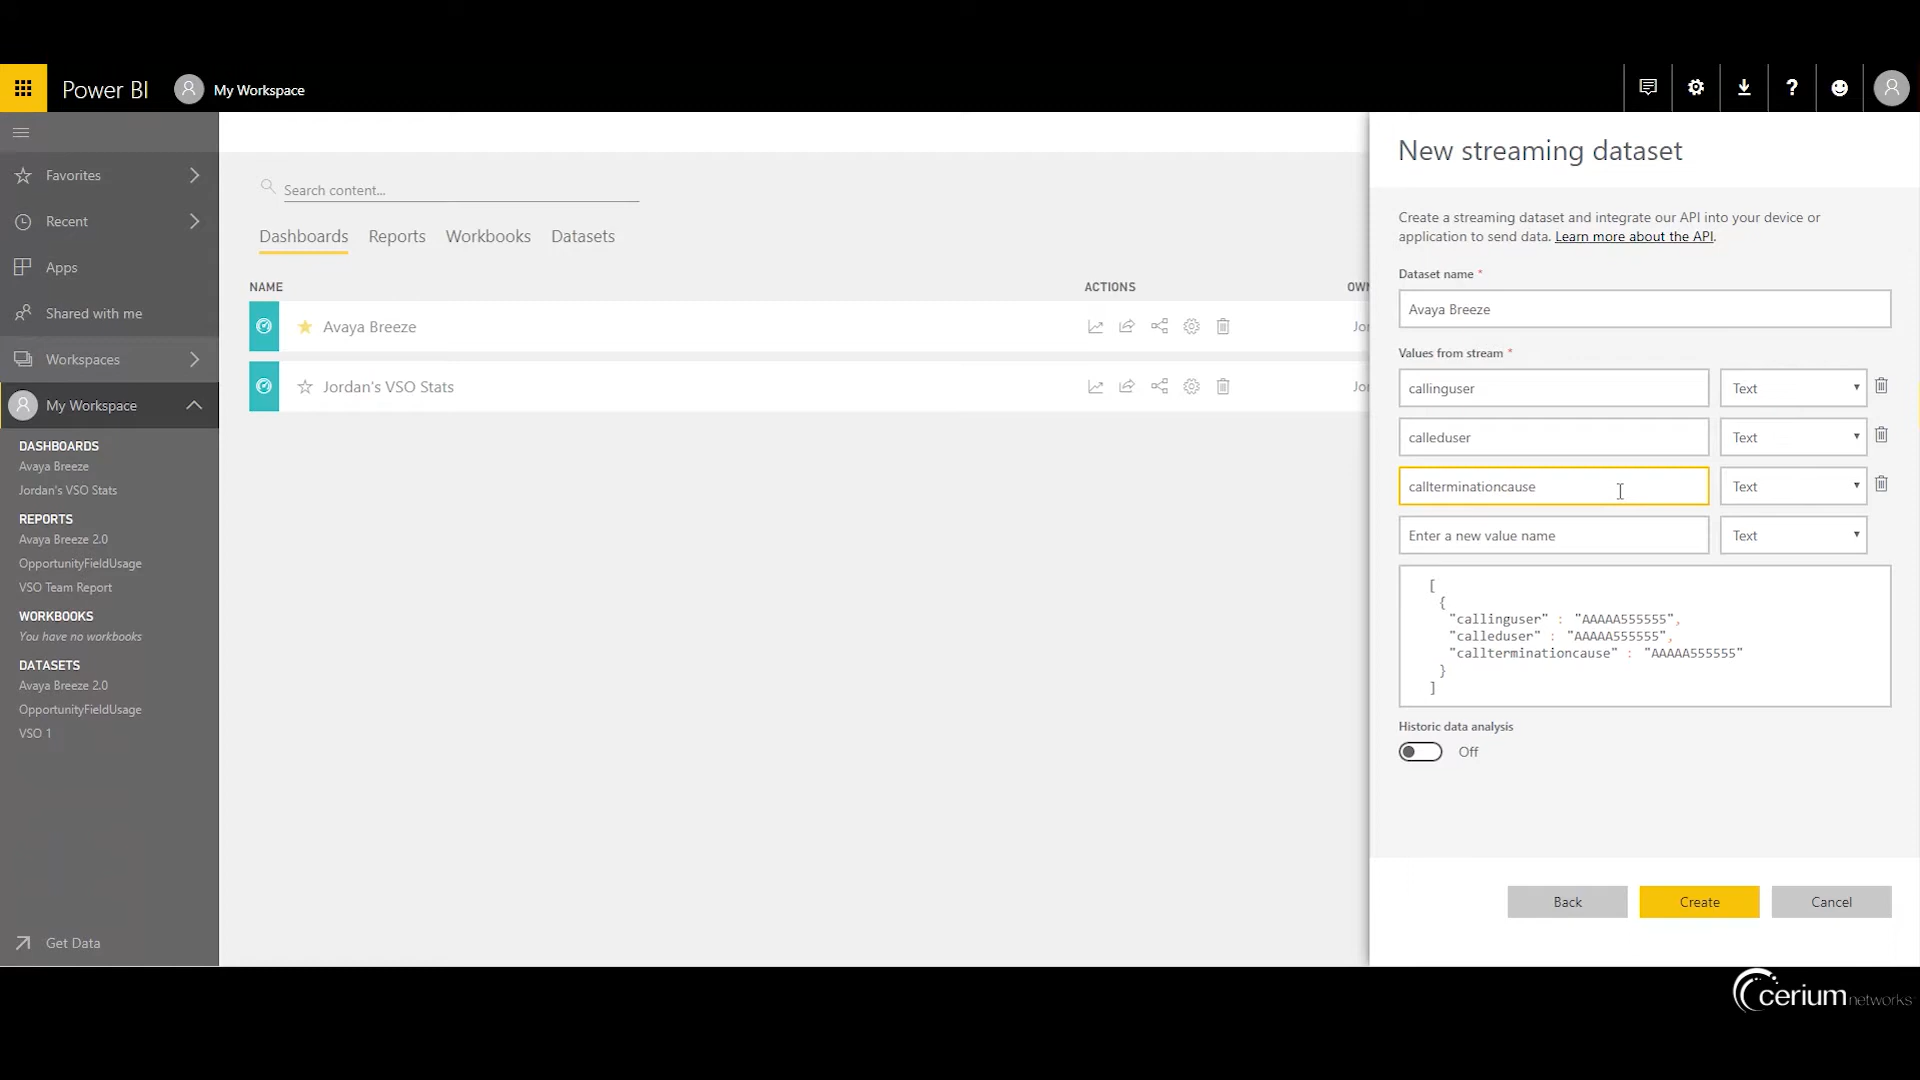 Power BI
My Workspace
Favorites
Recent
Apps
Shared with me
Workspaces
My Workspace
DASHBOARDS
Avaya Breeze
Jordan's VSO Stats
REPORTS
Avaya Breeze 2.0
OpportunityFieldUsage
VSO Team Report
WORKBOOKS
You have no workbooks
DATASETS
Avaya Breeze 2.0
OpportunityFieldUsage
VSO 1
Get Data
Search content...
Dashboards Reports Workbooks Datasets
NAME ACTIONS OWN
Avaya Breeze Jor
Jordan's VSO Stats Jor
New streaming dataset
Create a streaming dataset and integrate our API into your device or
application to send data. Learn more about the API.
Dataset name *
Avaya Breeze
Values from stream *
callinguser Text
calleduser Text
callterminationcause Text
Enter a new value name Text
[
{
"callinguser" : "AAAAA555555",
"calleduser" : "AAAAA555555",
"callterminationcause" : "AAAAA555555"
}
]
Historic data analysis
Off
Back Create Cancel
cerium networks